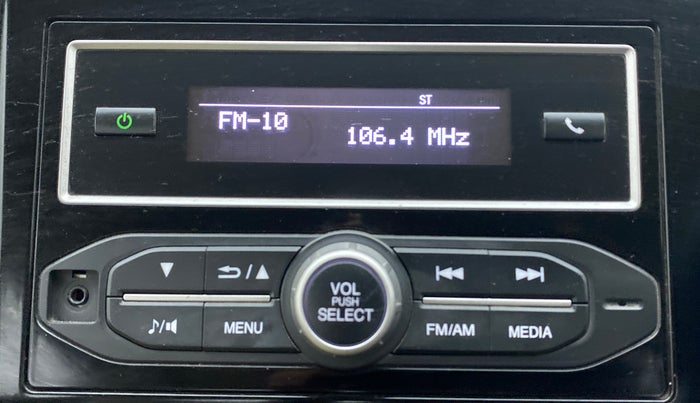 ST
FM-10
106.4 MHz
VOL
PUSH
SELECT
MENU
FM/AM
MEDIA